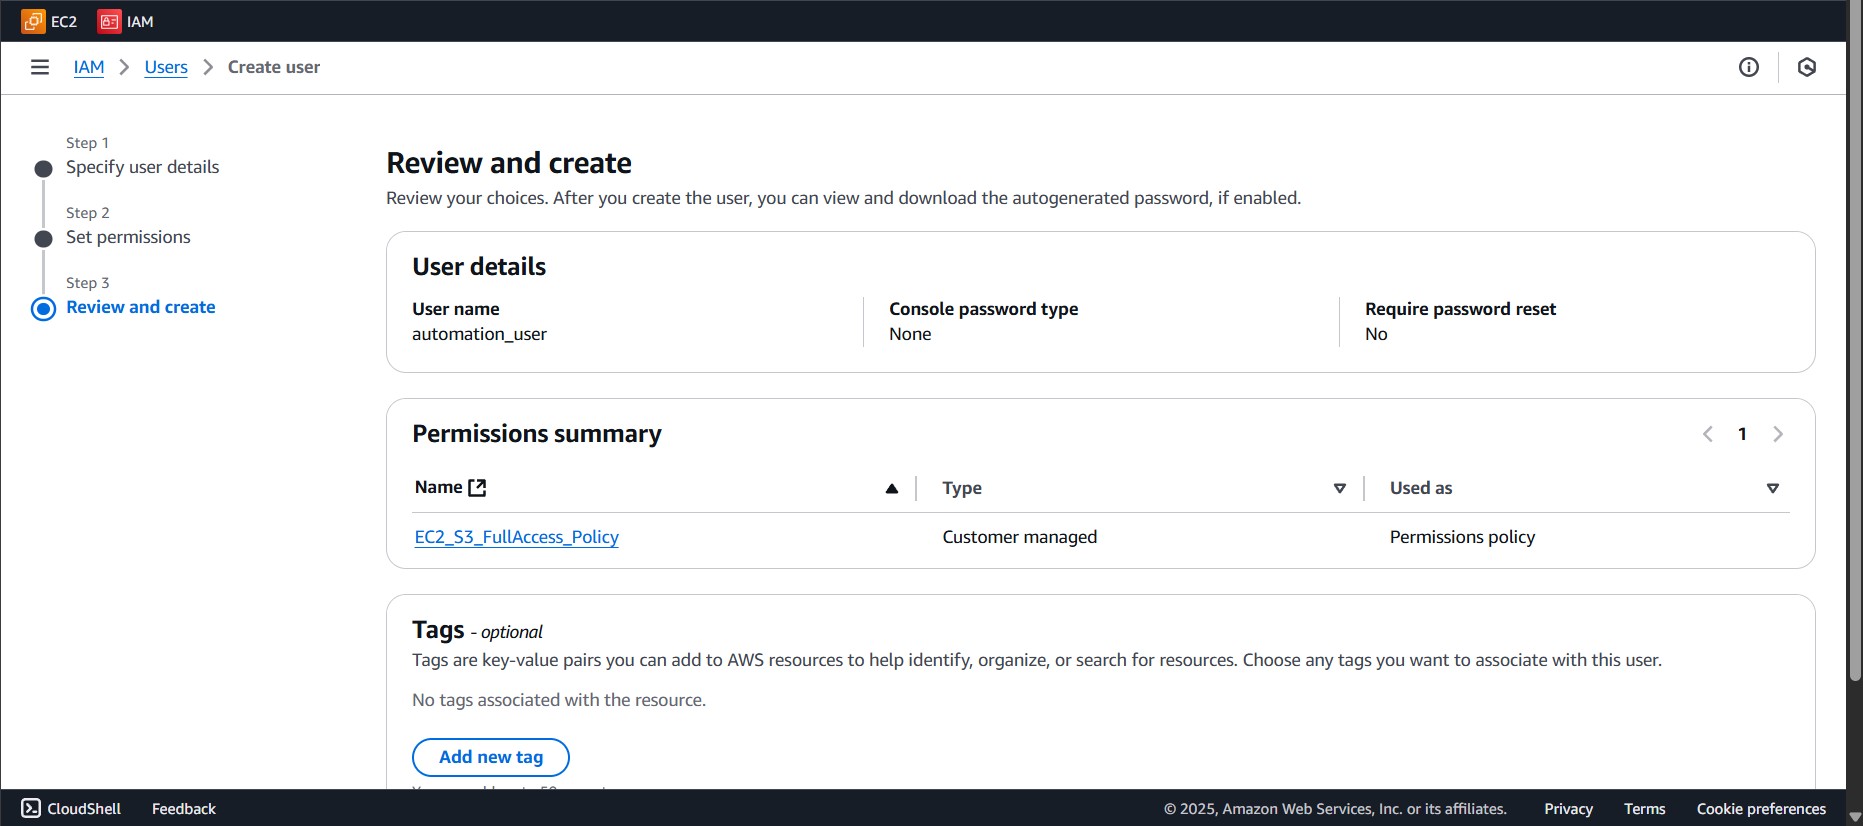 EC2 IAM
IAM Users Create user
Step 1
Specify user details
Step 2
Set permissions
Step 3
Review and create
Review and create
Review your choices. After you create the user, you can view and download the autogenerated password, if enabled.
User details
User name Console password type Require password reset
automation_user None No
Permissions summary 1
Name Type Used as
EC2_S3_FullAccess_Policy Customer managed Permissions policy
Tags - optional
Tags are key-value pairs you can add to AWS resources to help identify, organize, or search for resources. Choose any tags you want to associate with this user.
No tags associated with the resource.
Add new tag
CloudShell Feedback © 2025, Amazon Web Services, Inc. or its affiliates. Privacy Terms Cookie preferences